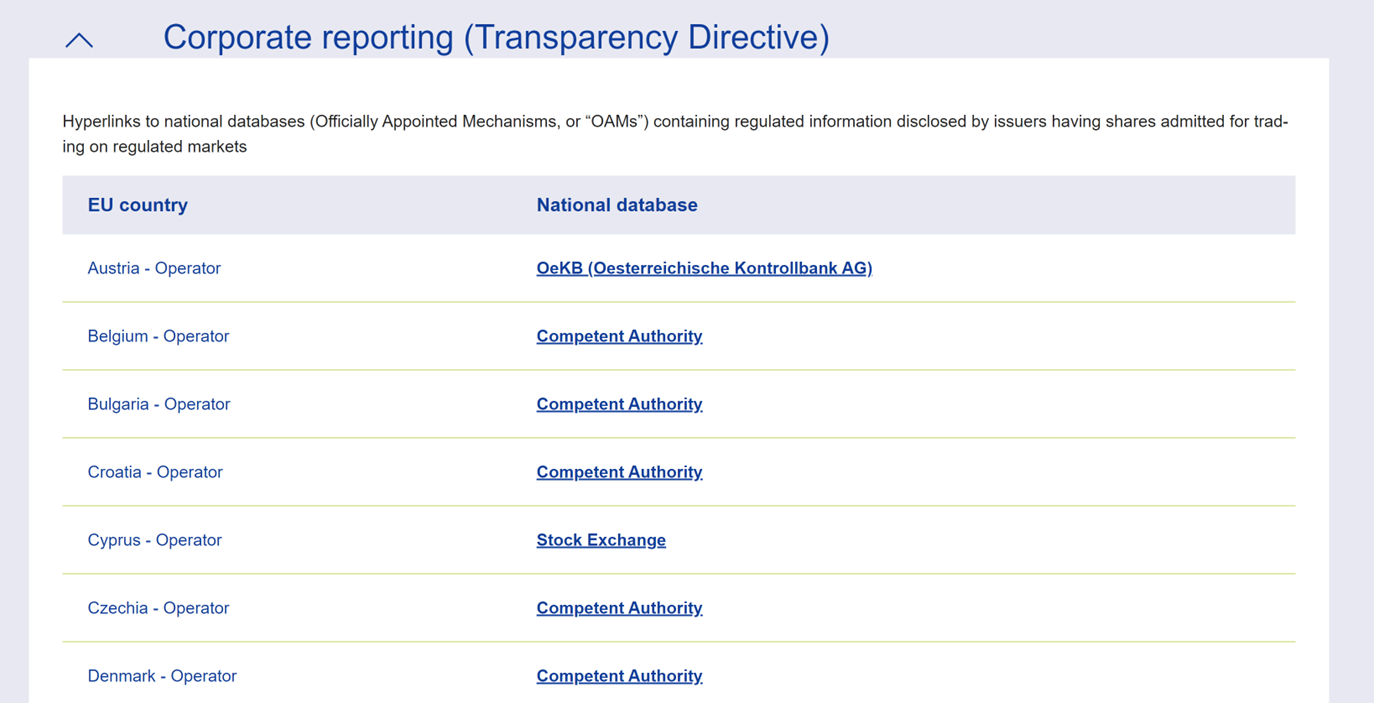 Corporate reporting (Transparency Directive)
Hyperlinks to national databases (Officially Appointed Mechanisms, or “OAMs”) containing regulated information disclosed by issuers having shares admitted for trad-
ing on regulated markets
EU country National database
Austria - Operator OeKB (Oesterreichische Kontrollbank AG)
Belgium - Operator Competent Authority
Bulgaria - Operator Competent Authority
Croatia - Operator Competent Authority
Cyprus - Operator Stock Exchange
Czechia - Operator Competent Authority
Denmark - Operator Competent Authority